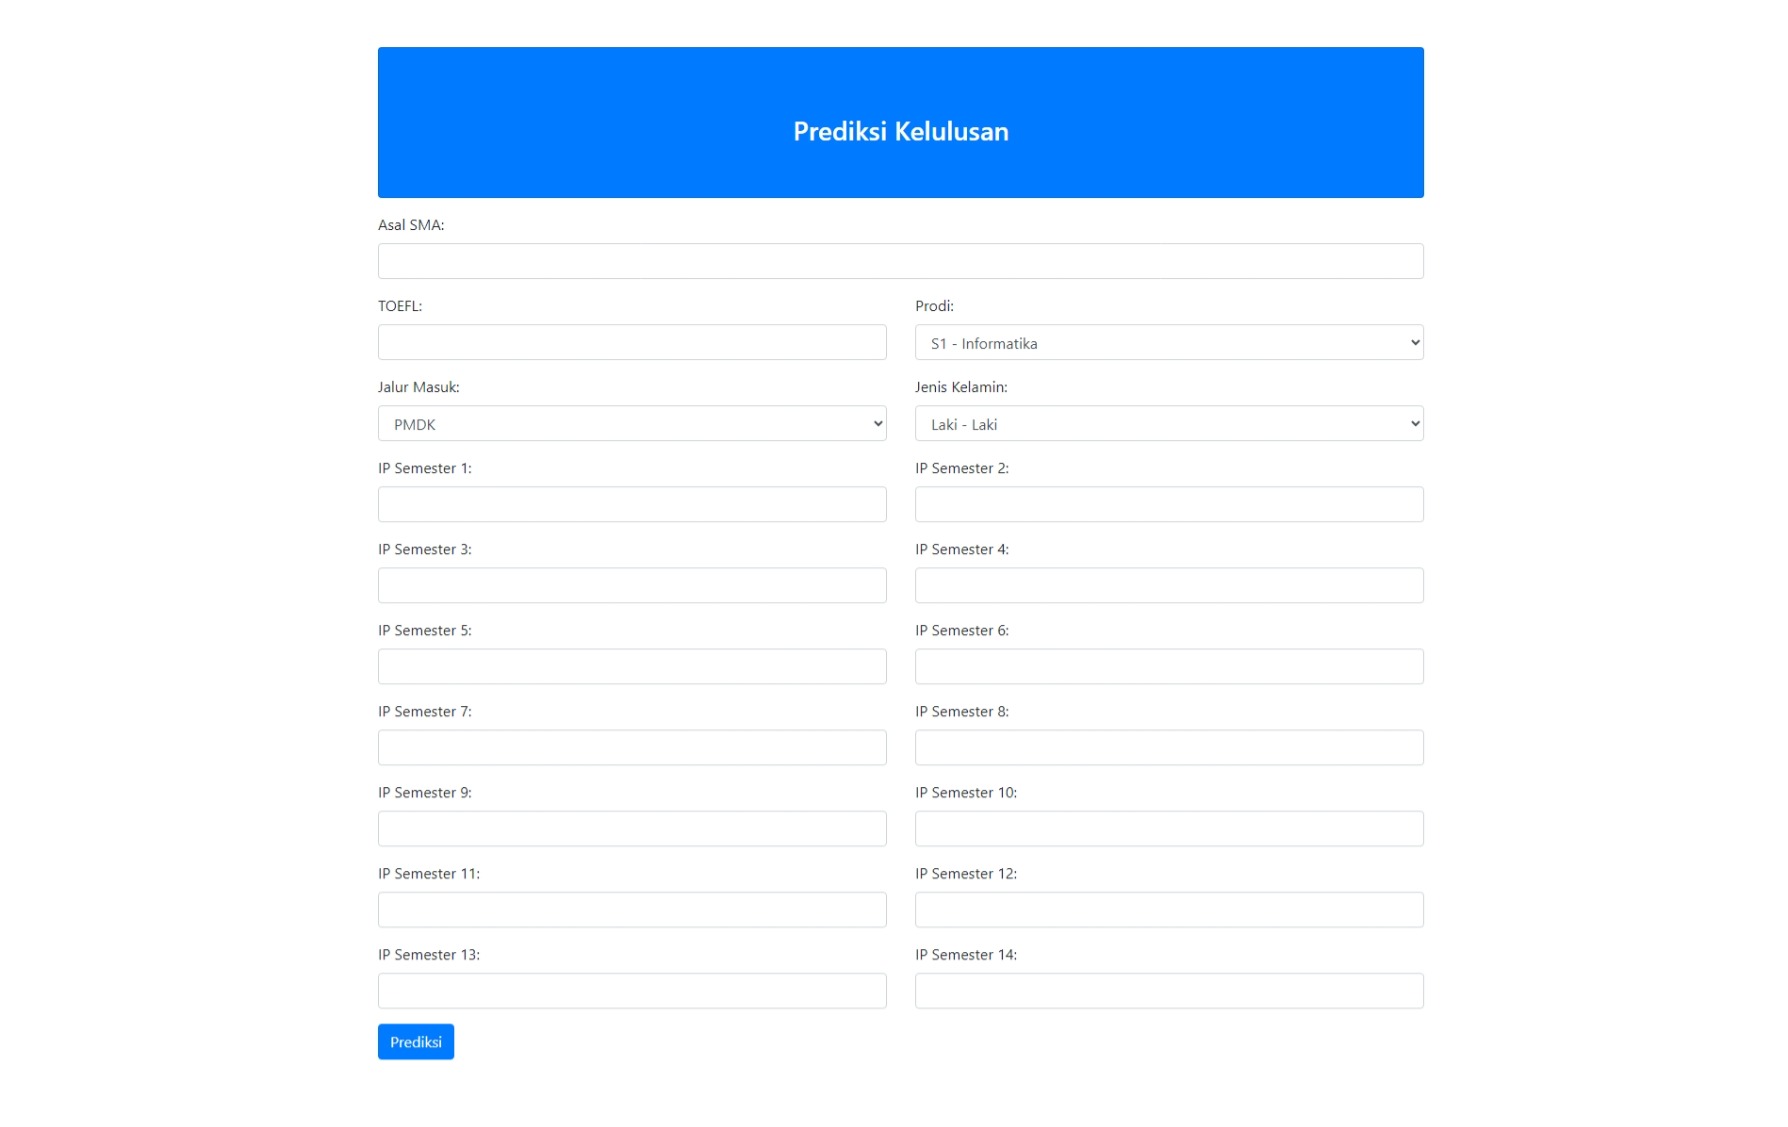 Prediksi Kelulusan
Asal SMA:
TOEFL:
Prodi:
S1 - Informatika
Jalur Masuk:
Jenis Kelamin:
PMDK
Laki - Laki
IP Semester 1:
IP Semester 2:
IP Semester 3:
IP Semester 4:
IP Semester 5:
IP Semester 6:
IP Semester 7:
IP Semester 8:
IP Semester 9:
IP Semester 10:
IP Semester 11:
IP Semester 12:
IP Semester 13:
IP Semester 14:
Prediksi